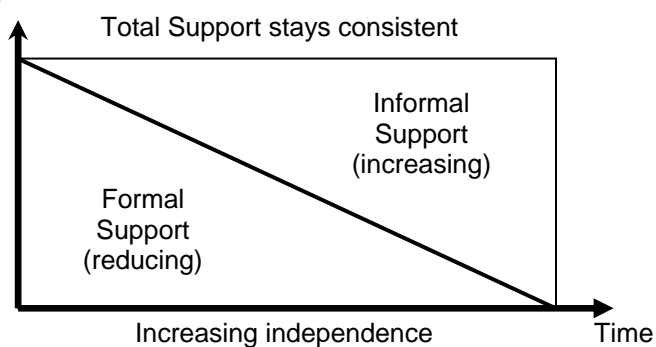 Total Support stays consistent
Informal
Support
(increasing)
Formal
Support
(reducing)
Increasing independence
Time